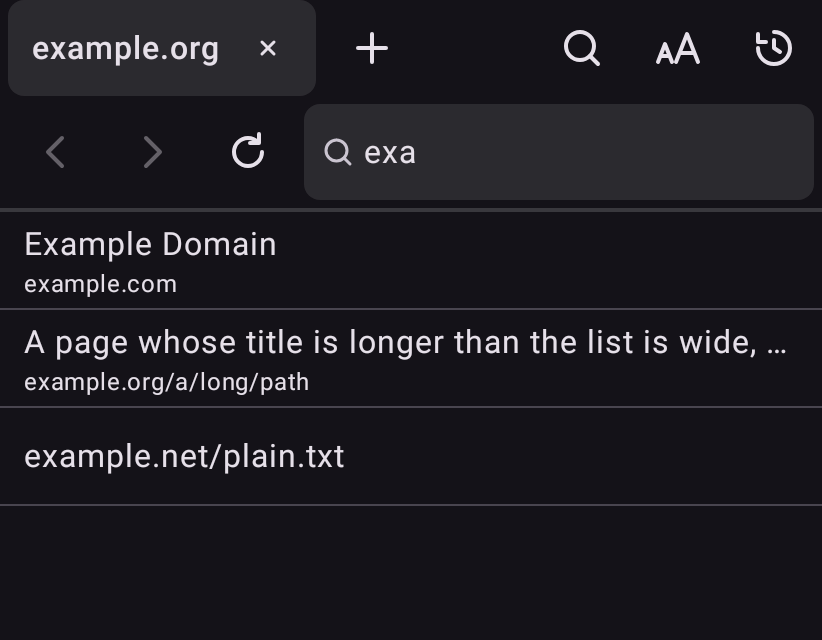 example.org
AA
exa
Example Domain
example.com
A page whose title is longer than the list is wide, …
example.org/a/long/path
example.net/plain.txt